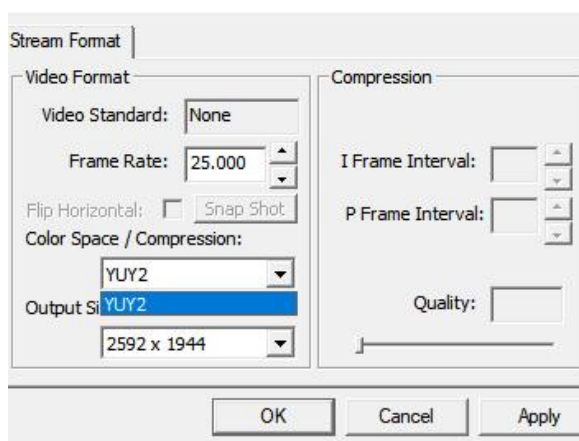 Stream Format
Video Format
Video Standard: None
Frame Rate: 25.000
Flip Horizontal: Snap Shot
Color Space / Compression:
YUY2
Output Si YUY2
2592 x 1944
Compression
I Frame Interval:
P Frame Interval:
Quality:
OK Cancel Apply